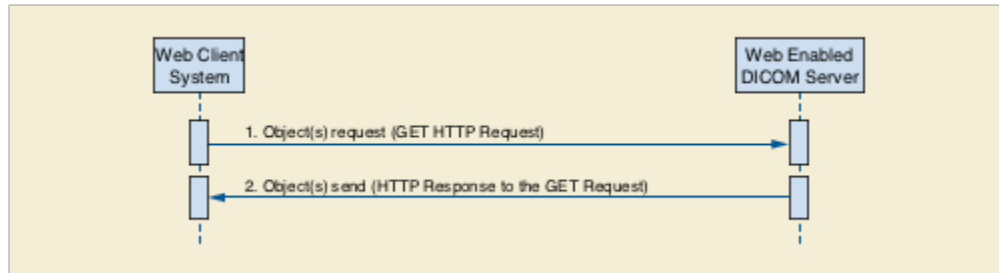 Web Client
System
Web Enabled
DICOM Server
1. Object(s) request (GET HTTP Request)
2. Object(s) send (HTTP Response to the GET Request)